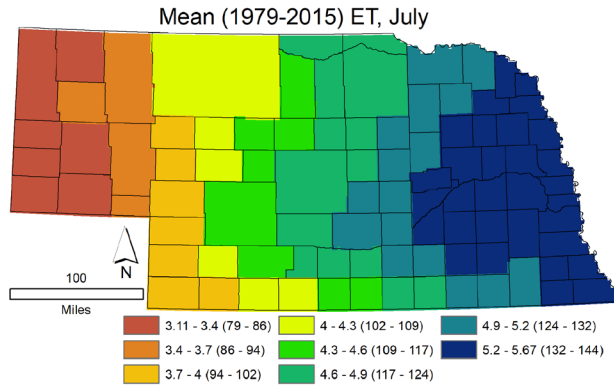 Mean (1979-2015) ET, July
N
100
Miles
3.11 - 3.4 (79 - 86)
3.4 - 3.7 (86 - 94)
3.7 - 4 (94 - 102)
4 - 4.3 (102 - 109)
4.3 - 4.6 (109 - 117)
4.6 - 4.9 (117 - 124)
4.9 - 5.2 (124 - 132)
5.2 - 5.67 (132 - 144)